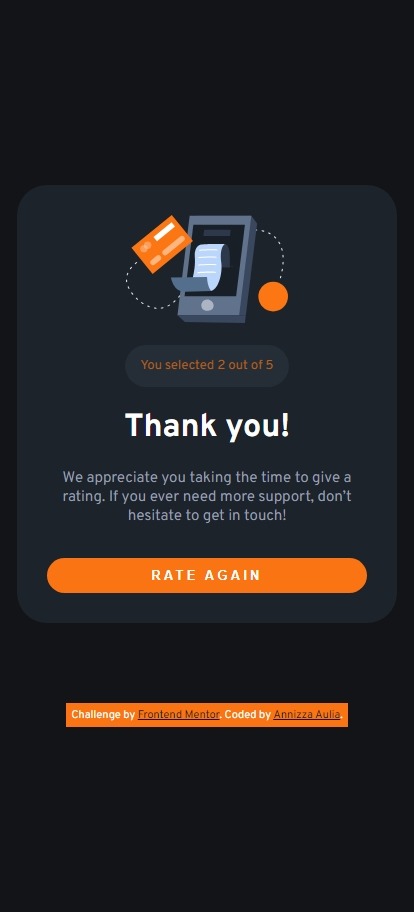 You selected 2 out of 5
Thank you!
We appreciate you taking the time to give a
rating. If you ever need more support, don't
hesitate to get in touch!
RATE AGAIN
Challenge by Frontend Mentor. Coded by Annizza Aulia.